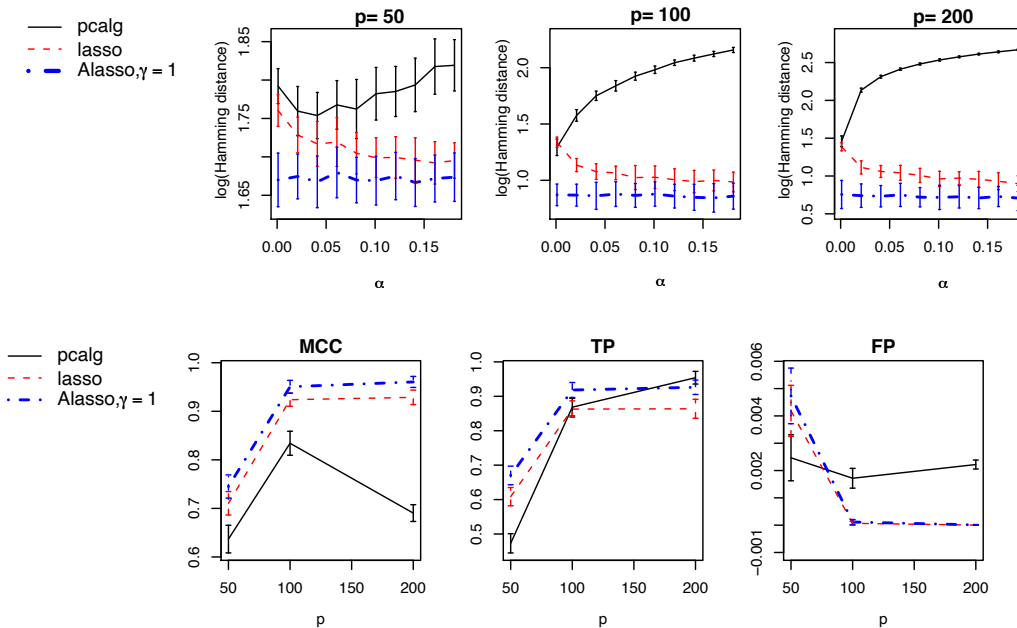 pcalg
lasso
Alasso,γ = 1
p= 50
log(Hamming distance)
1.65 1.75 1.85
0.00 0.05 0.10 0.15
α
p= 100
log(Hamming distance)
1.0 1.5 2.0
0.00 0.05 0.10 0.15
α
p= 200
log(Hamming distance)
0.5 1.0 1.5 2.0 2.5
0.00 0.05 0.10 0.15
α
pcalg
lasso
Alasso,γ = 1
MCC
0.6 0.7 0.8 0.9 1.0
50 100 150 200
p
TP
0.5 0.6 0.7 0.8 0.9 1.0
50 100 150 200
p
FP
−0.001 0.002 0.004 0.006
50 100 150 200
p